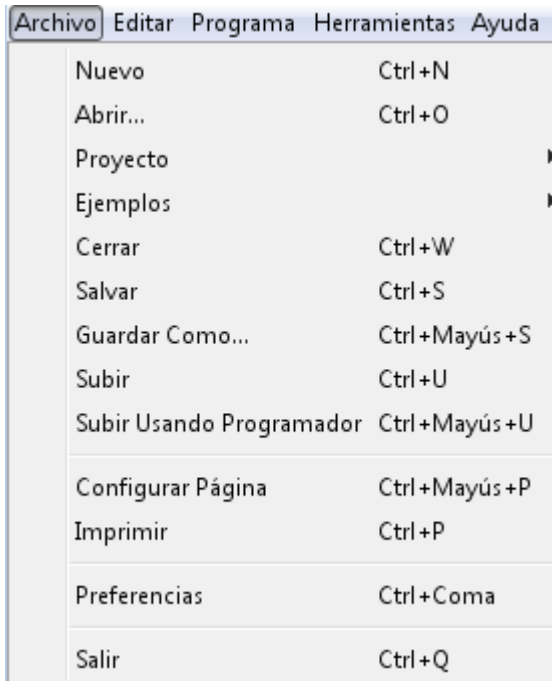 Archivo Editar Programa Herramientas Ayuda
Nuevo Ctrl+N
Abrir... Ctrl+O
Proyecto
Ejemplos
Cerrar Ctrl+W
Salvar Ctrl+S
Guardar Como... Ctrl+Mayús+S
Subir Ctrl+U
Subir Usando Programador Ctrl+Mayús+U
Configurar Página Ctrl+Mayús+P
Imprimir Ctrl+P
Preferencias Ctrl+Coma
Salir Ctrl+Q